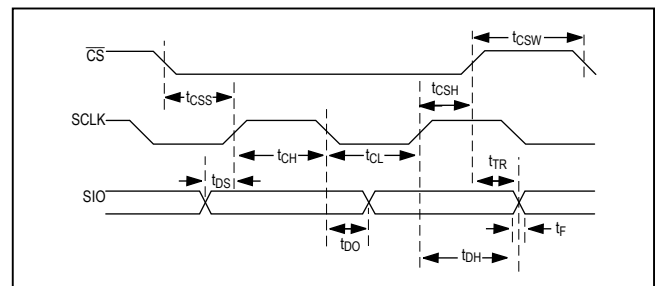 CS
tCSW
tCSS
tCSH
SCLK
tCH
tCL
tTR
tDS
SIO
tDO
tDH
tF